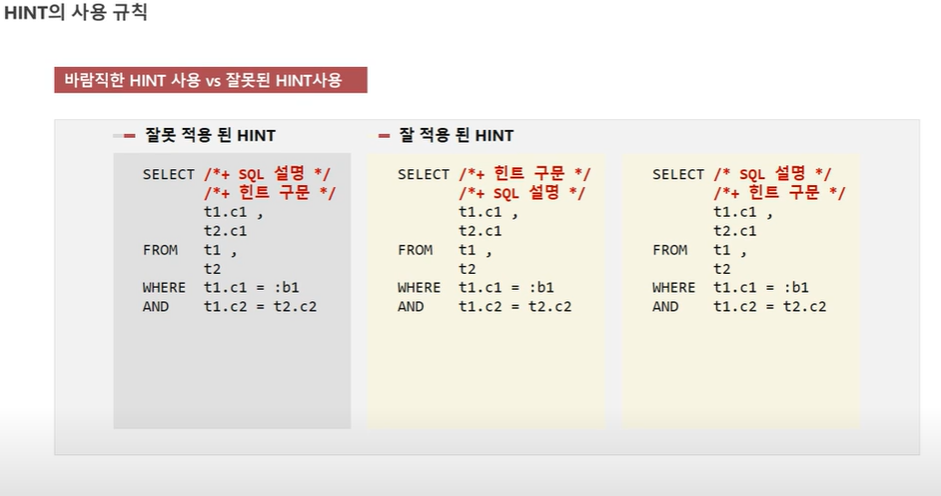 HINT의 사용 규칙
바람직한 HINT 사용 vs 잘못된 HINT사용
잘못 적용 된 HINT
SELECT /*+ SQL 설명 */
/*+ 힌트 구문 */
t1.c1 ,
t2.c1
FROM t1 ,
t2
WHERE t1.c1 = :b1
AND t1.c2 = t2.c2
잘 적용 된 HINT
SELECT /*+ 힌트 구문 */
/*+ SQL 설명 */
t1.c1 ,
t2.c1
FROM t1 ,
t2
WHERE t1.c1 = :b1
AND t1.c2 = t2.c2
SELECT /* SQL 설명 */
/*+ 힌트 구문 */
t1.c1 ,
t2.c1
FROM t1 ,
t2
WHERE t1.c1 = :b1
AND t1.c2 = t2.c2